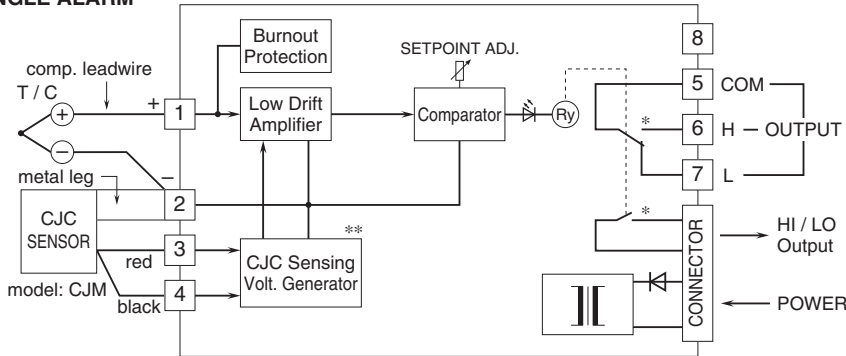 NGLE ALARM
Burnout
Protection
comp. leadwire
T / C
+
−
+
1
Low Drift
Amplifier
SETPOINT ADJ.
Comparator
Ry
8
5 COM
* 6 H OUTPUT
7 L
−
metal leg
2
CJC
SENSOR
3
red
4
black
model: CJM
**
CJC Sensing
Volt. Generator
*
CONNECTOR
HI / LO
Output
POWER